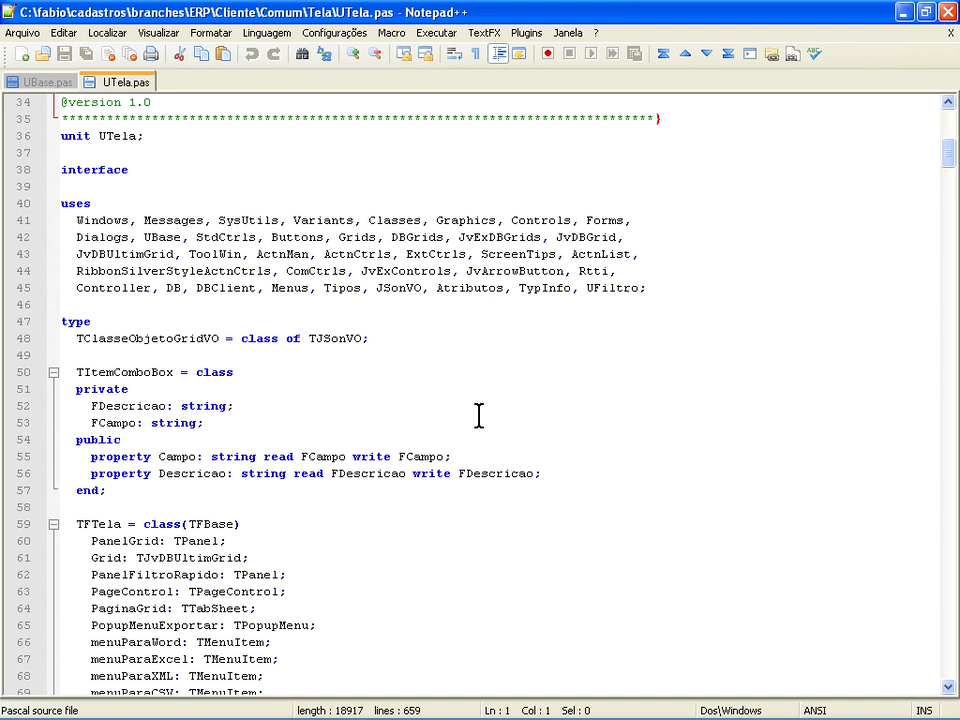 C:\fabio\cadastros\branches\ERP\Cliente\Comum\Tela\UTela.pas - Notepad++
Arquivo Editar Localizar Visualizar Formatar Linguagem Configurações Macro Executar TextFX Plugins Janela ? X
UBase.pas UTela.pas
34 @version 1.0
35 *******************************************************************************}
36 unit UTela;
37
38 interface
39
40 uses
41 Windows, Messages, SysUtils, Variants, Classes, Graphics, Controls, Forms,
42 Dialogs, UBase, StdCtrls, Buttons, Grids, DBGrids, JvExDBGrids, JvDBGrid,
43 JvDBUltimGrid, ToolWin, ActnMan, ActnCtrls, ExtCtrls, ScreenTips, ActnList,
44 RibbonSilverStyleActnCtrls, ComCtrls, JvExControls, JvArrowButton, Rtti,
45 Controller, DB, DBClient, Menus, Tipos, JSonVO, Atributos, TypInfo, UFiltro;
46
47 type
48 TClasseObjetoGridVO = class of TJSonVO;
49
50 TItemComboBox = class
51 private
52 FDescricao: string;
53 FCampo: string;
54 public
55 property Campo: string read FCampo write FCampo;
56 property Descricao: string read FDescricao write FDescricao;
57 end;
58
59 TFTela = class(TFBase)
60 PanelGrid: TPanel;
61 Grid: TJvDBUltimGrid;
62 PanelFiltroRapido: TPanel;
63 PageControl: TPageControl;
64 PaginaGrid: TTabSheet;
65 PopupMenuExportar: TPopupMenu;
66 menuParaWord: TMenuItem;
67 menuParaExcel: TMenuItem;
68 menuParaXML: TMenuItem;
69 menuParaCSV: TMenuItem;
Pascal source file length : 18917 lines : 659 Ln : 1 Col : 1 Sel : 0 Dos\Windows ANSI INS